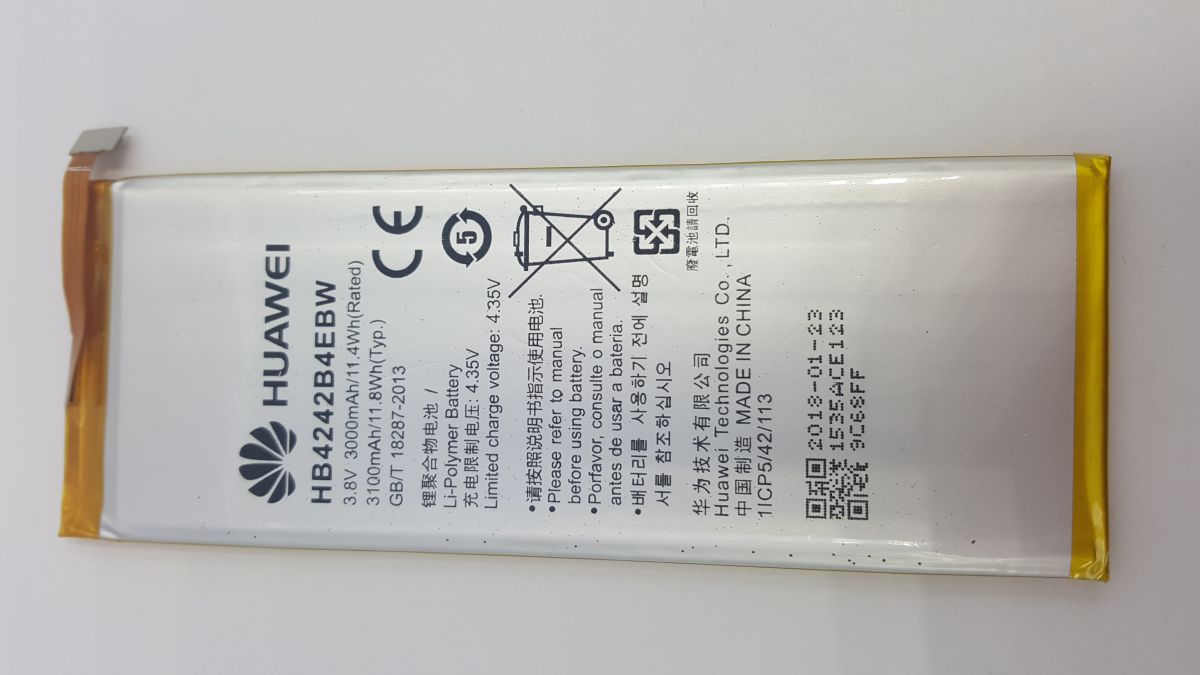 HUAWEI
HB4242B4EBW
3.8V 3000mAh/11.4Wh(Rated)
3100mAh/11.8Wh(Typ.)
GB/T 18287-2013
CE
锂聚合物电池 /
Li-Polymer Battery
充电限制电压: 4.35V
Limited charge voltage: 4.35V
5
•请按照说明书指示使用电池.
•Please refer to manual
before using battery.
•Porfavor, consulte o manual
antes de usar a bateria.
•배터리를 사용하기 전에 설명
서를 참조하십시오
廢電池請回收
华为技术有限公司
Huawei Technologies Co., LTD.
中国制造 MADE IN CHINA
1ICP5/42/113
2018-01-23
1535ACE123
9C68FF